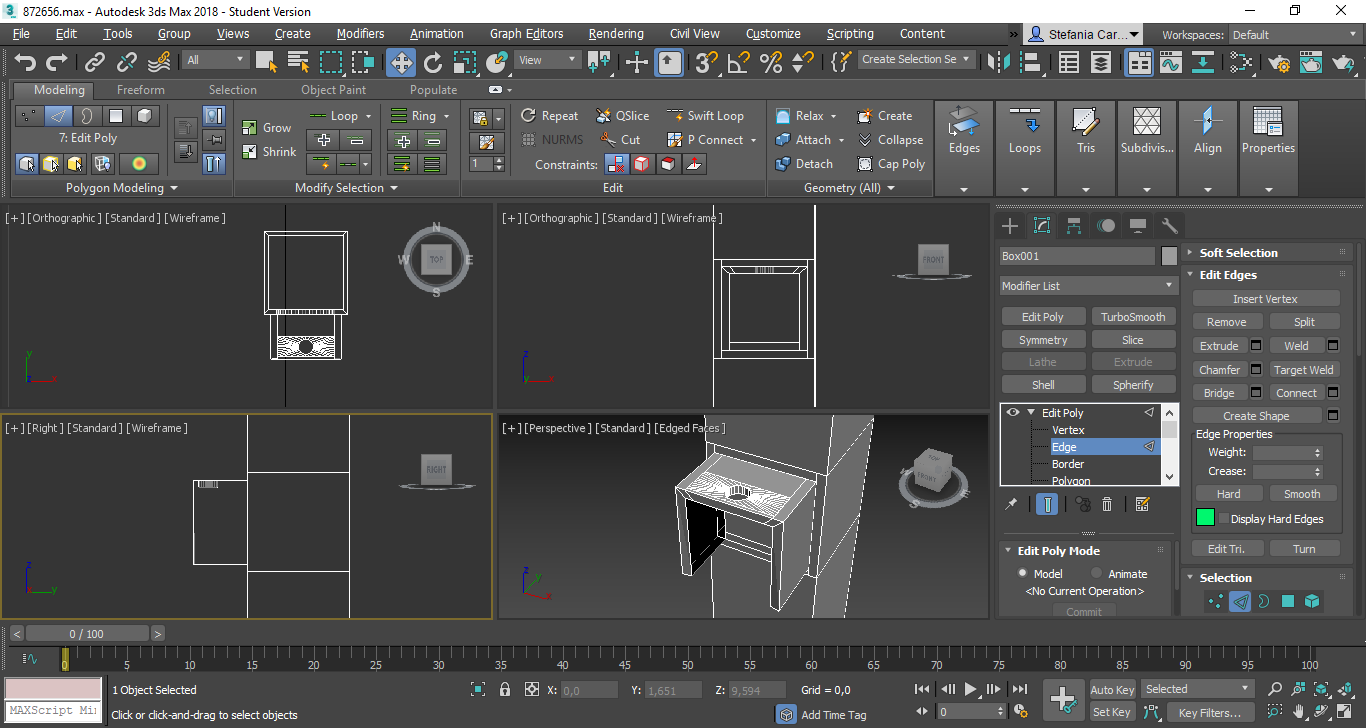 872656.max - Autodesk 3ds Max 2018 - Student Version
File Edit Tools Group Views Create Modifiers Animation Graph Editors Rendering Civil View Customize Scripting Content » Stefania Car... Workspaces: Default
All View Create Selection Se
Modeling Freeform Selection Object Paint Populate
7: Edit Poly
Polygon Modeling
Grow
Shrink
Loop Ring
Modify Selection
1
Repeat QSlice Swift Loop
NURMS Cut P Connect
Constraints:
Edit
Relax Create
Attach Collapse
Detach Cap Poly
Geometry (All)
Edges Loops Tris Subdivis... Align Properties
[+] [Orthographic] [Standard] [Wireframe]
N
W TOP E
S
y
z x
[+] [Orthographic] [Standard] [Wireframe]
FRONT
z
y x
[+] [Right] [Standard] [Wireframe]
RIGHT
z
x y
[+] [Perspective] [Standard] [Edged Faces]
TOP
FRONT
S E
z
y
x
Box001
Modifier List
Edit Poly TurboSmooth
Symmetry Slice
Lathe Extrude
Shell Spherify
Edit Poly
Vertex
Edge
Border
Polygon
Edit Poly Mode
Model Animate
<No Current Operation>
Commit
Soft Selection
Edit Edges
Insert Vertex
Remove Split
Extrude Weld
Chamfer Target Weld
Bridge Connect
Create Shape
Edge Properties
Weight:
Crease:
Hard Smooth
Display Hard Edges
Edit Tri. Turn
Selection
< 0 / 100 >
0 5 10 15 20 25 30 35 40 45 50 55 60 65 70 75 80 85 90 95 100
MAXScript Mi
1 Object Selected
Click or click-and-drag to select objects
X: 0,0 Y: 1,651 Z: 9,594 Grid = 0,0
Add Time Tag
0
Auto Key Selected
Set Key Key Filters...